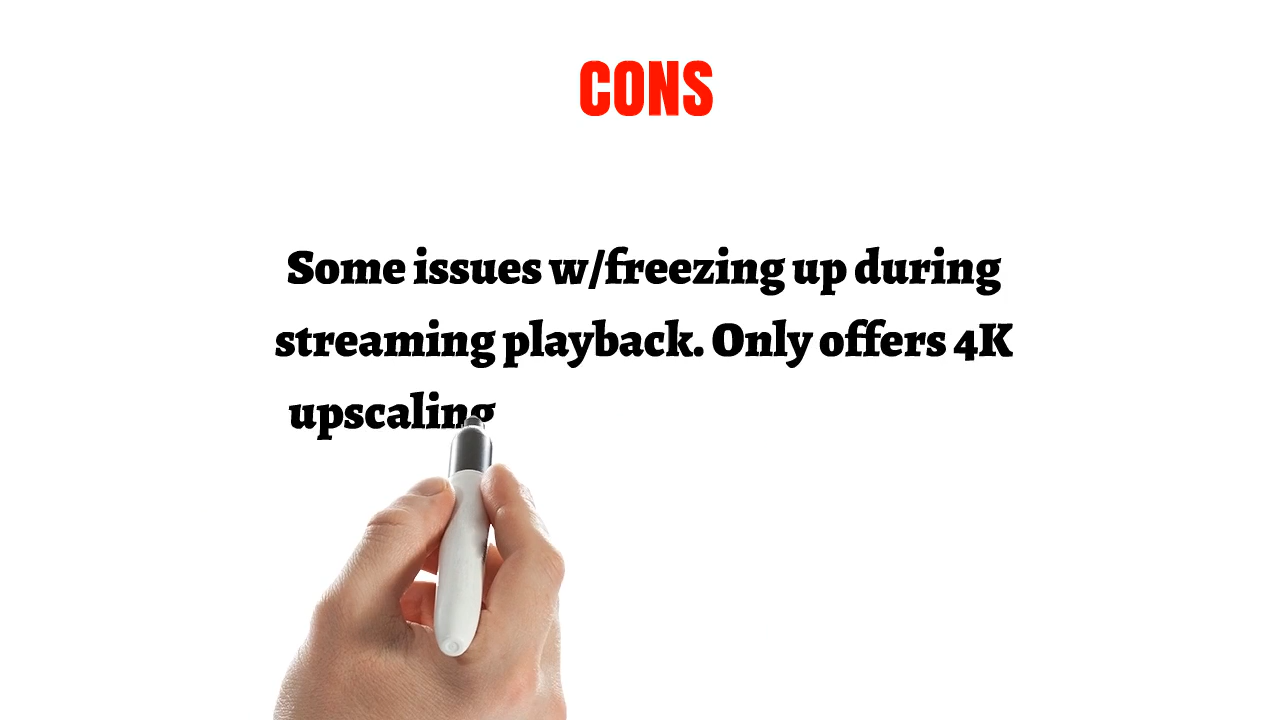 CONS
Some issues w/freezing up during
streaming playback. Only offers 4K
upscaling